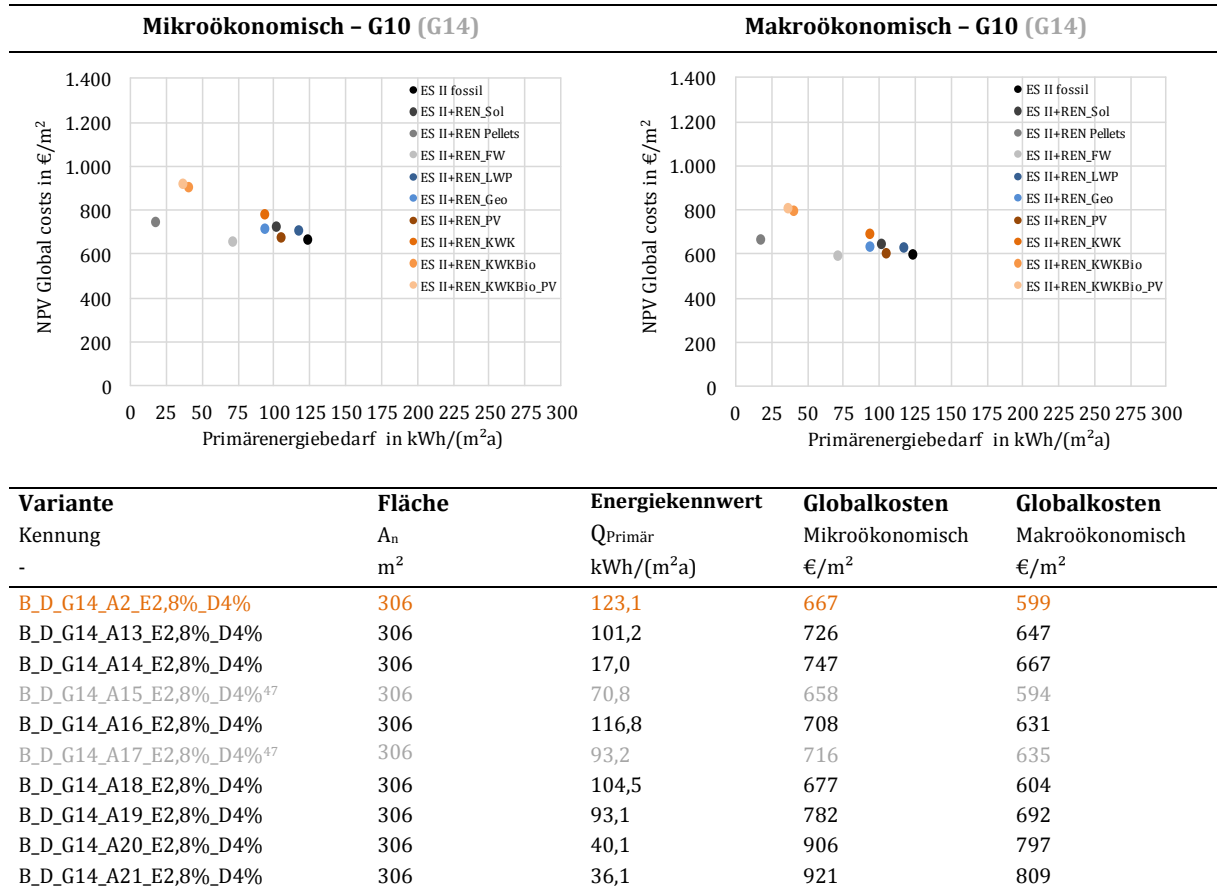 Mikroökonomisch – G10 (G14) Makroökonomisch – G10 (G14)
NPV Global costs in €/m²
1.400
1.200
1.000
800
600
400
200
0
0 25 50 75 100 125 150 175 200 225 250 275 300
Primärenergiebedarf in kWh/(m²a)
ES II fossil
ES II+REN_Sol
ES II+REN Pellets
ES II+REN_FW
ES II+REN_LWP
ES II+REN_Geo
ES II+REN_PV
ES II+REN_KWK
ES II+REN_KWKBio
ES II+REN_KWKBio_PV
NPV Global costs in €/m²
1.400
1.200
1.000
800
600
400
200
0
0 25 50 75 100 125 150 175 200 225 250 275 300
Primärenergiebedarf in kWh/(m²a)
ES II fossil
ES II+REN_Sol
ES II+REN Pellets
ES II+REN_FW
ES II+REN_LWP
ES II+REN_Geo
ES II+REN_PV
ES II+REN_KWK
ES II+REN_KWKBio
ES II+REN_KWKBio_PV
Variante Fläche Energiekennwert Globalkosten Globalkosten
Kennung An QPrimär Mikroökonomisch Makroökonomisch
- m² kWh/(m²a) €/m² €/m²
B_D_G14_A2_E2,8%_D4% 306 123,1 667 599
B_D_G14_A13_E2,8%_D4% 306 101,2 726 647
B_D_G14_A14_E2,8%_D4% 306 17,0 747 667
B_D_G14_A15_E2,8%_D4%⁴⁷ 306 70,8 658 594
B_D_G14_A16_E2,8%_D4% 306 116,8 708 631
B_D_G14_A17_E2,8%_D4%⁴⁷ 306 93,2 716 635
B_D_G14_A18_E2,8%_D4% 306 104,5 677 604
B_D_G14_A19_E2,8%_D4% 306 93,1 782 692
B_D_G14_A20_E2,8%_D4% 306 40,1 906 797
B_D_G14_A21_E2,8%_D4% 306 36,1 921 809